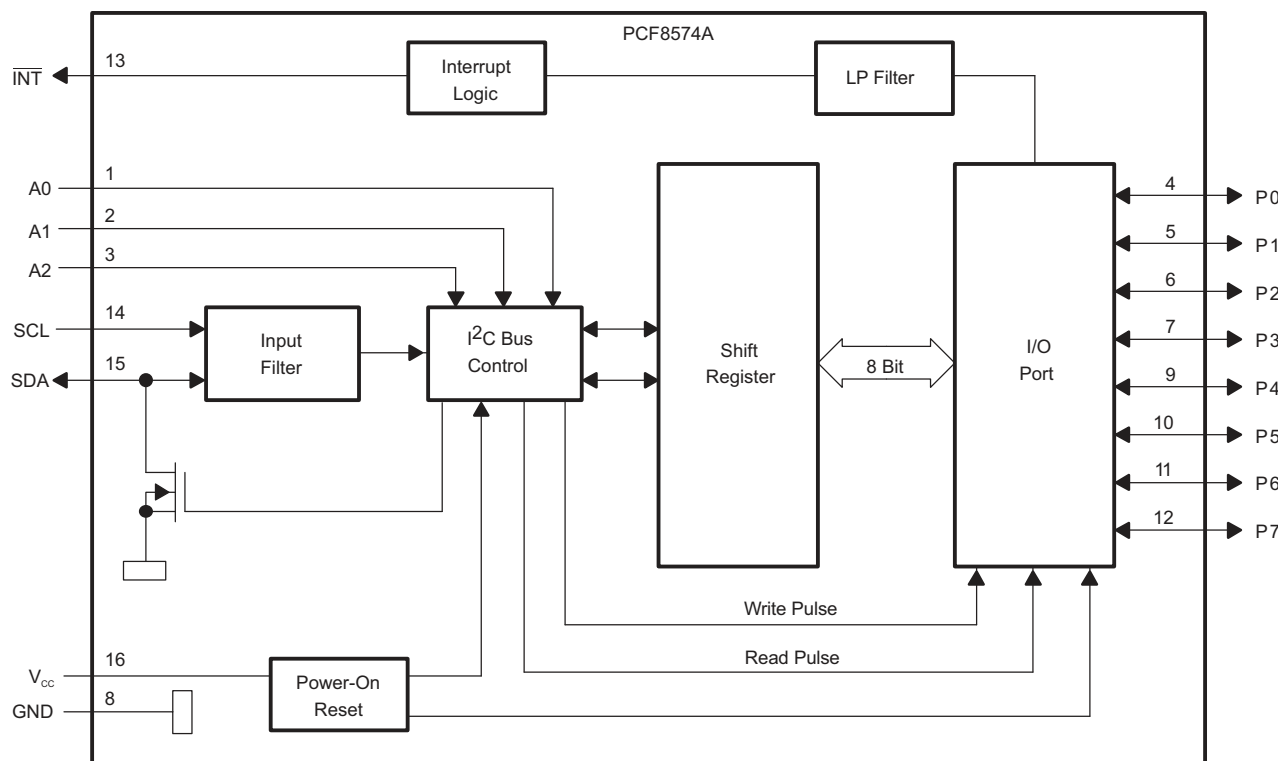 PCF8574A
INT
13
Interrupt
Logic
LP Filter
A0
1
A1
2
A2
3
SCL
14
SDA
15
Input
Filter
I2C Bus
Control
Shift
Register
8 Bit
I/O
Port
4
P0
5
P1
6
P2
7
P3
9
P4
10
P5
11
P6
12
P7
Write Pulse
Read Pulse
VCC
16
GND
8
Power-On
Reset